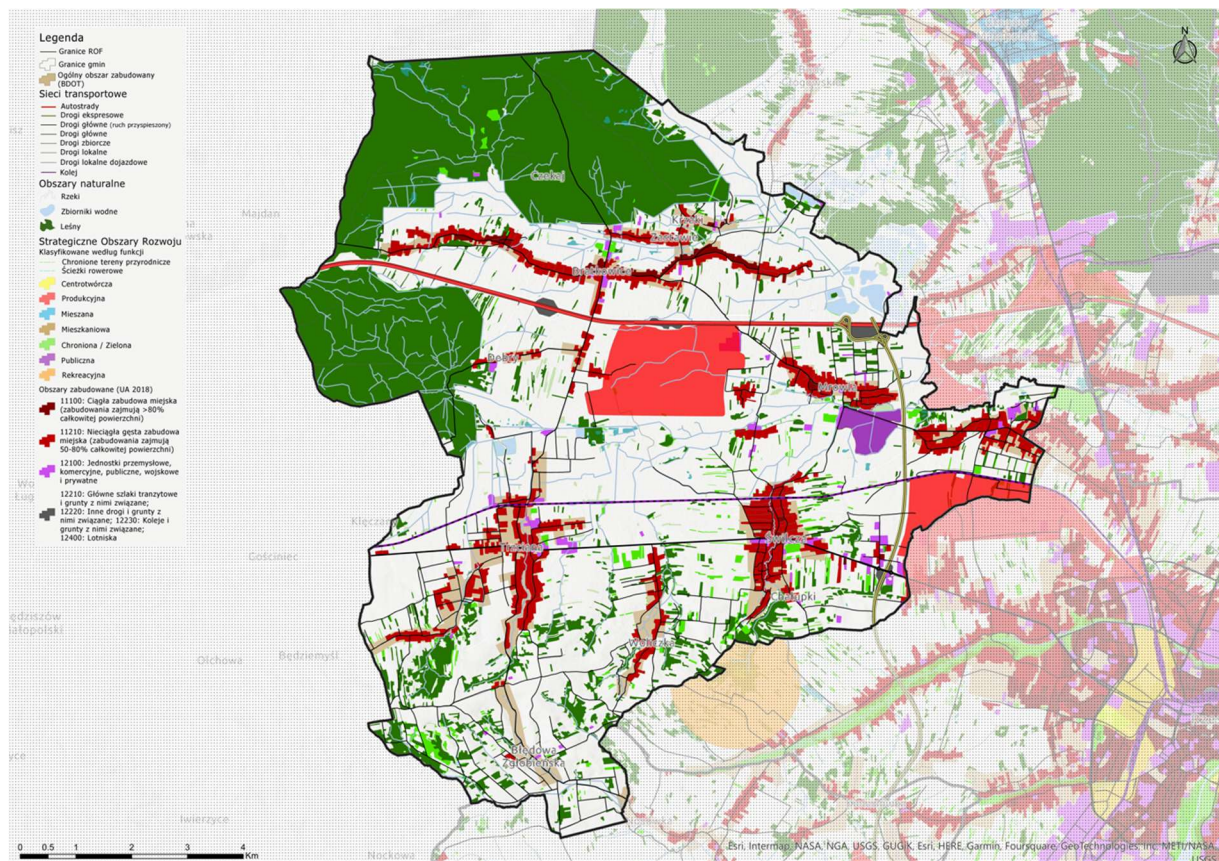 Legenda
Granice ROF
Granice gmin
Ogólny obszar zabudowany
(BDOT)
Sieci transportowe
Autostrady
Drogi ekspresowe
Drogi główne (ruch przyspieszony)
Drogi główne
Drogi zbiorcze
Drogi lokalne
Drogi lokalne dojazdowe
Kolej
Obszary naturalne
Rzeki
Zbiorniki wodne
Leśny
Strategiczne Obszary Rozwoju
Klasyfikowane według funkcji
Chronione tereny przyrodnicze
Ścieżki rowerowe
Centrotwórcza
Produkcyjna
Mieszana
Mieszkaniowa
Chroniona / Zielona
Publiczna
Rekreacyjna
Obszary zabudowane (UA 2018)
11100: Ciągła zabudowa miejska
(zabudowania zajmują >80%
całkowitej powierzchni)
11210: Nieciągła gęsta zabudowa
miejska (zabudowania zajmują
50-80% całkowitej powierzchni)
12100: Jednostki przemysłowe,
komercyjne, publiczne, wojskowe
i prywatne
12210: Główne szlaki tranzytowe
i grunty z nimi związane;
12220: Inne drogi i grunty z
nimi związane; 12230: Koleje i
grunty z nimi związane;
12400: Lotniska
N
Majdan
Czekaj
Bratkowice
Dąbry
Mrowla
Klęczany
Gościniec
Trzciana
Świlcza
Chałupki
Woliczka
Olchowa
Będziemyśl
Błędowa
Zgłobieńska
Iwierzyce
Nockowa
0 0.5 1 2 3 4
Km
Esri, Intermap, NASA, NGA, USGS, GUGiK, Esri, HERE, Garmin, Foursquare, GeoTechnologies, Inc, METI/NASA,
USGS